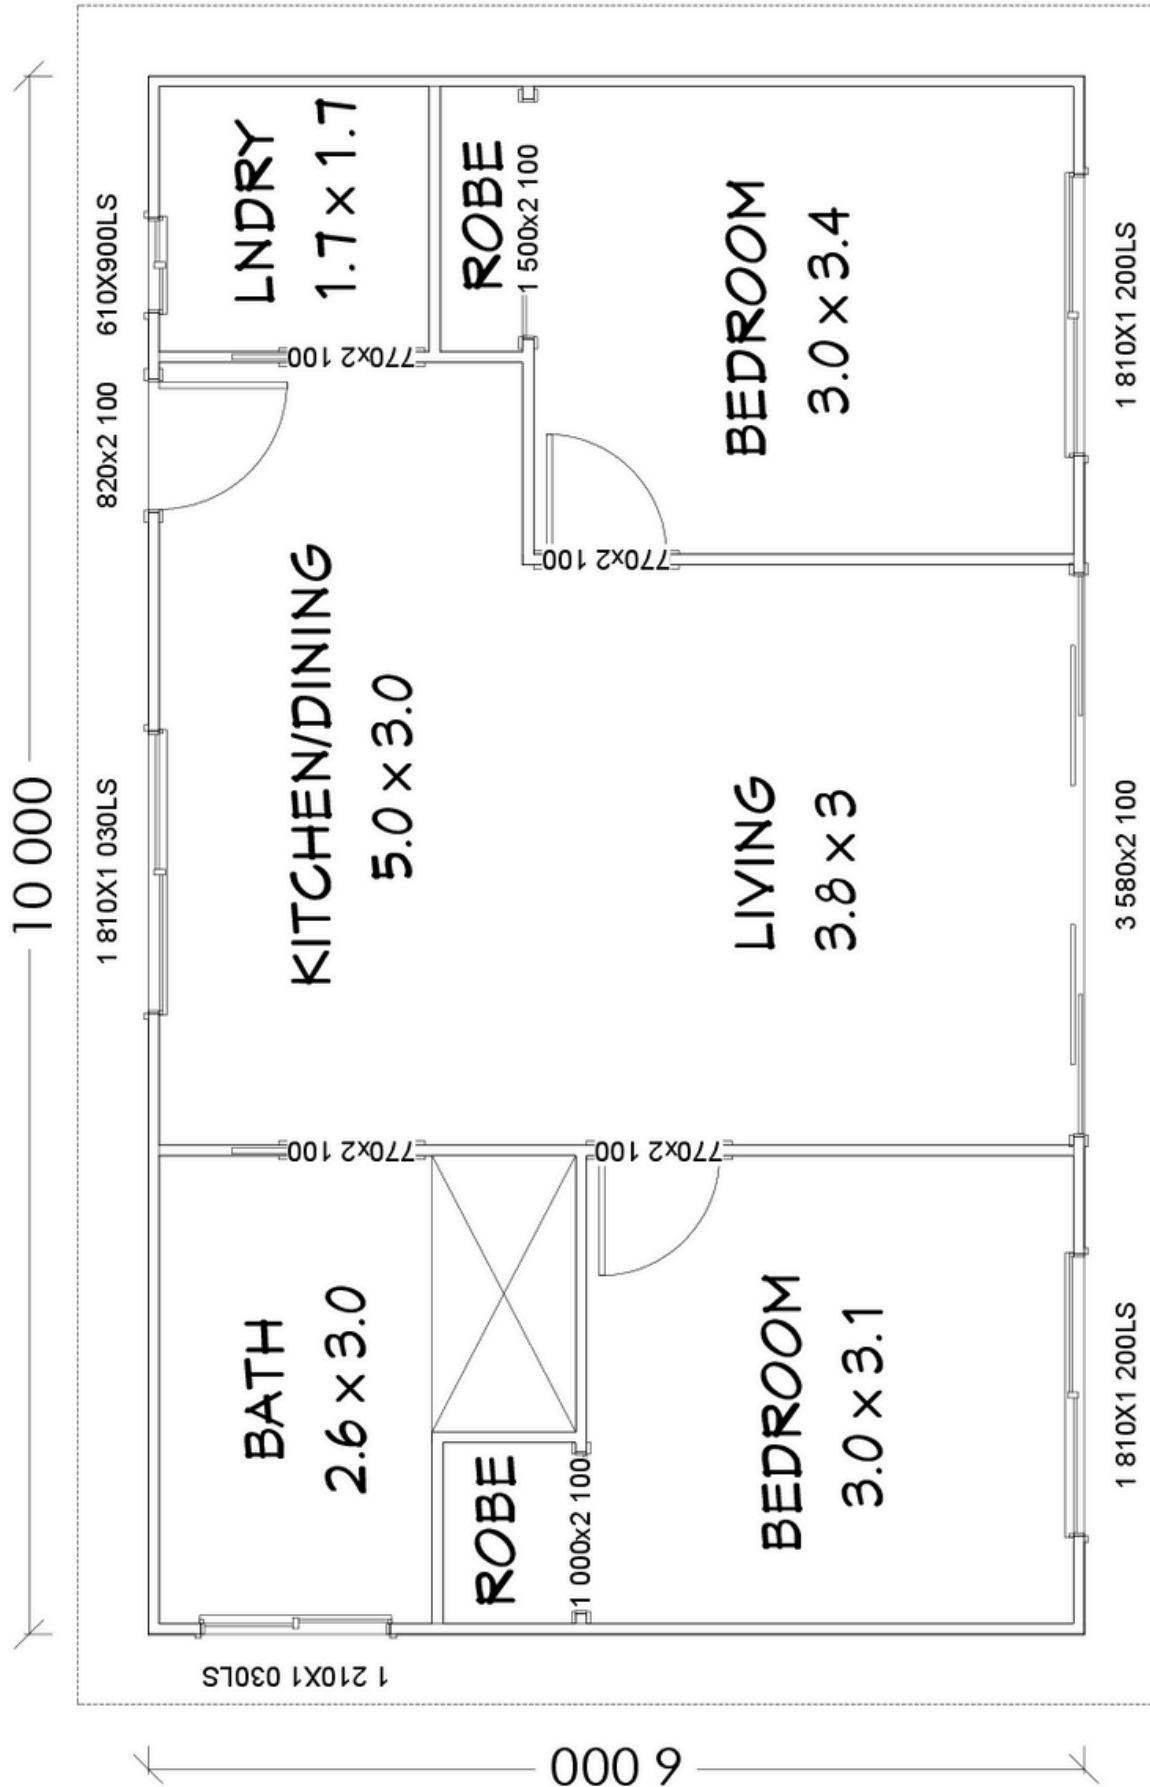 10 000
1 810X1 030LS
820x2 100
610X900LS
1 210X1 030LS
BATH
2.6 x 3.0
770x2 100
KITCHEN/DINING
5.0 x 3.0
770x2 100
LNDRY
1.7 x 1.7
ROBE
1 000x2 100
ROBE
1 500x2 100
770x2 100
770x2 100
BEDROOM
3.0 x 3.1
LIVING
3.8 x 3
BEDROOM
3.0 x 3.4
1 810X1 200LS
3 580x2 100
1 810X1 200LS
6 000